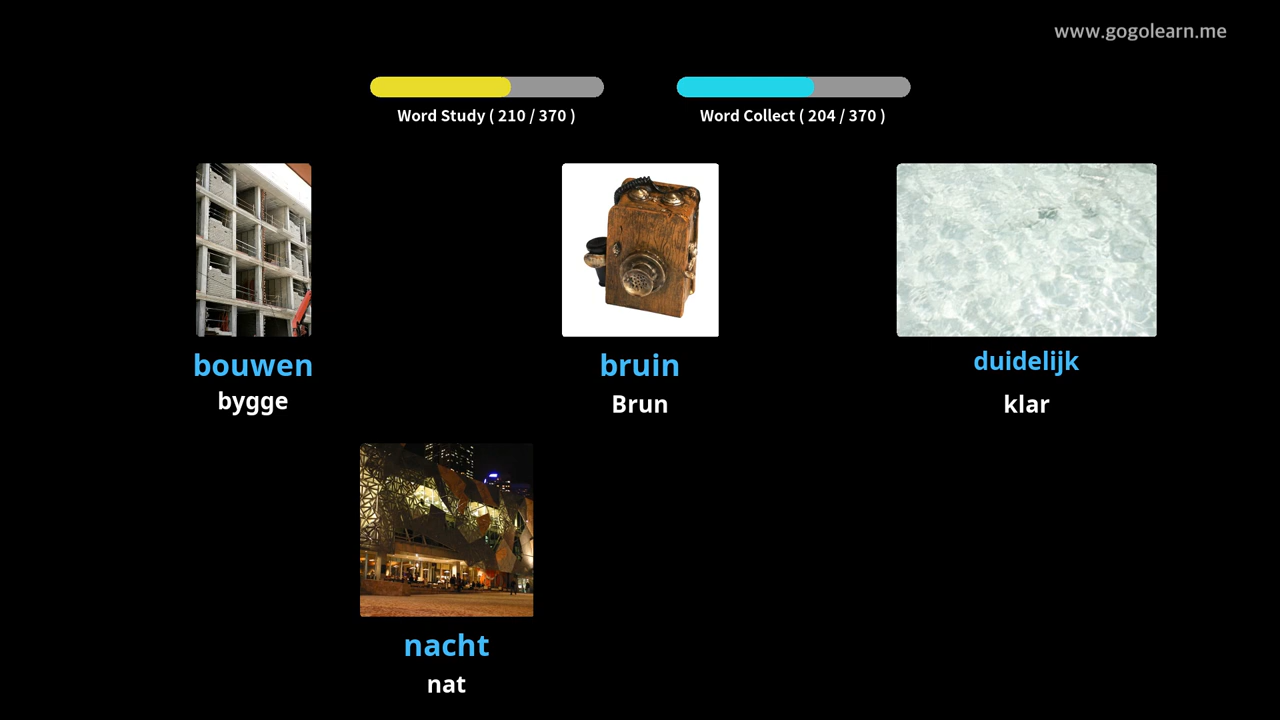 www.gogolearn.me
Word Study ( 210 / 370 )
Word Collect ( 204 / 370 )
bouwen
bygge
bruin
Brun
duidelijk
klar
nacht
nat